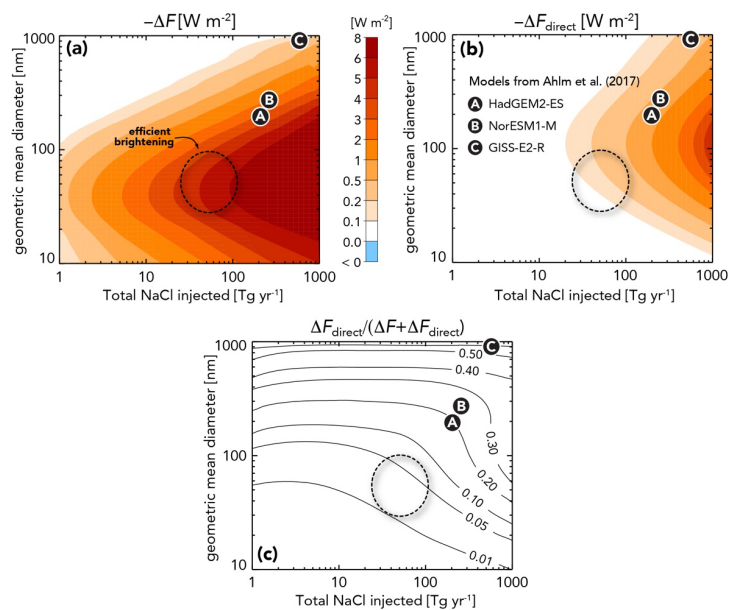 −ΔF [W m⁻²]
(a)
geometric mean diameter [nm]
1000
100
10
efficient
brightening
A
B
C
1 10 100 1000
Total NaCl injected [Tg yr⁻¹]
[W m⁻²]
8
6
5
4
3
2
1
0.5
0.2
0.1
0.0
< 0
−ΔFdirect [W m⁻²]
(b)
geometric mean diameter [nm]
1000
100
10
C
Models from Ahlm et al. (2017)
A HadGEM2-ES
B NorESM1-M
C GISS-E2-R
B
A
1 10 100 1000
Total NaCl injected [Tg yr⁻¹]
ΔFdirect/(ΔF+ΔFdirect)
geometric mean diameter [nm]
1000
100
10
C
0.50
0.40
B
A
0.30
0.20
0.10
0.05
0.01
(c)
1 10 100 1000
Total NaCl injected [Tg yr⁻¹]